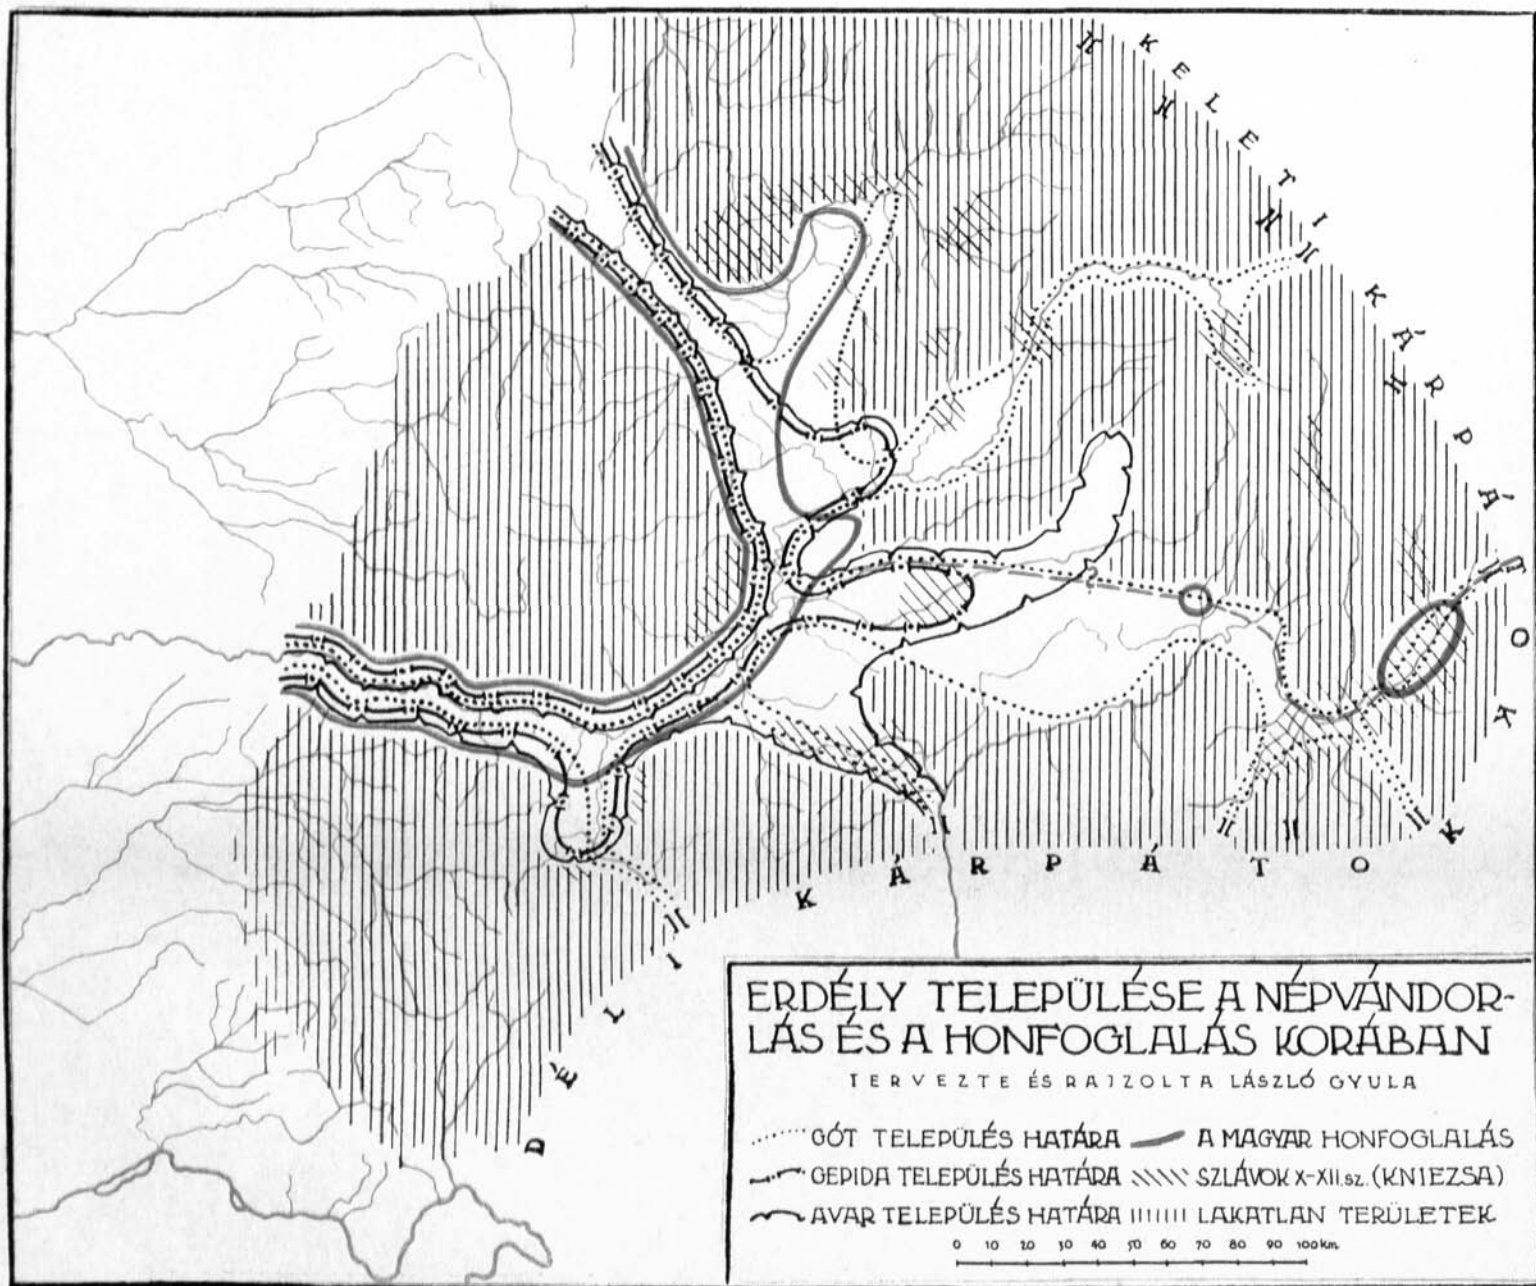 KELETI KÁRPÁTOK
DÉLI KÁRPÁTOK
?
ERDÉLY TELEPÜLÉSE A NÉPVÁNDOR-
LÁS ÉS A HONFOGLALÁS KORÁBAN
TERVEZTE ÉS RAJZOLTA LÁSZLÓ GYULA
GÓT TELEPÜLÉS HATÁRA
GEPIDA TELEPÜLÉS HATÁRA
AVAR TELEPÜLÉS HATÁRA
A MAGYAR HONFOGLALÁS
SZLÁVOK X-XII.SZ. (KNIEZSA)
LAKATLAN TERÜLETEK
0 10 20 30 40 50 60 70 80 90 100 km